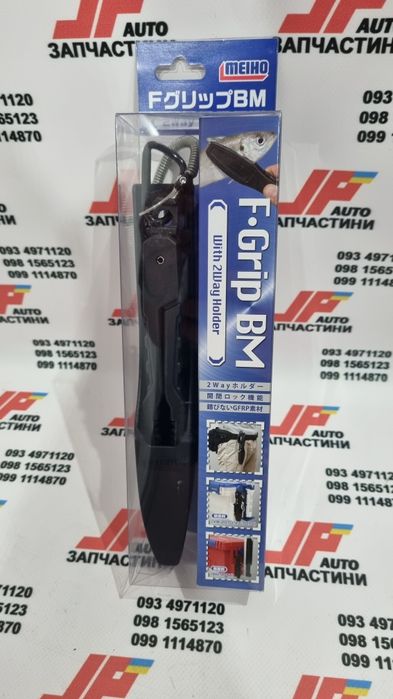 MEIHO
FグリップBM
F・Grip BM
With 2Way Holder
2Wayホルダー
開閉ロック機能
錆びないGFRP素材
JP АUTO
ЗАПЧАСТИНИ
093 4971120
098 1565123
099 1114870